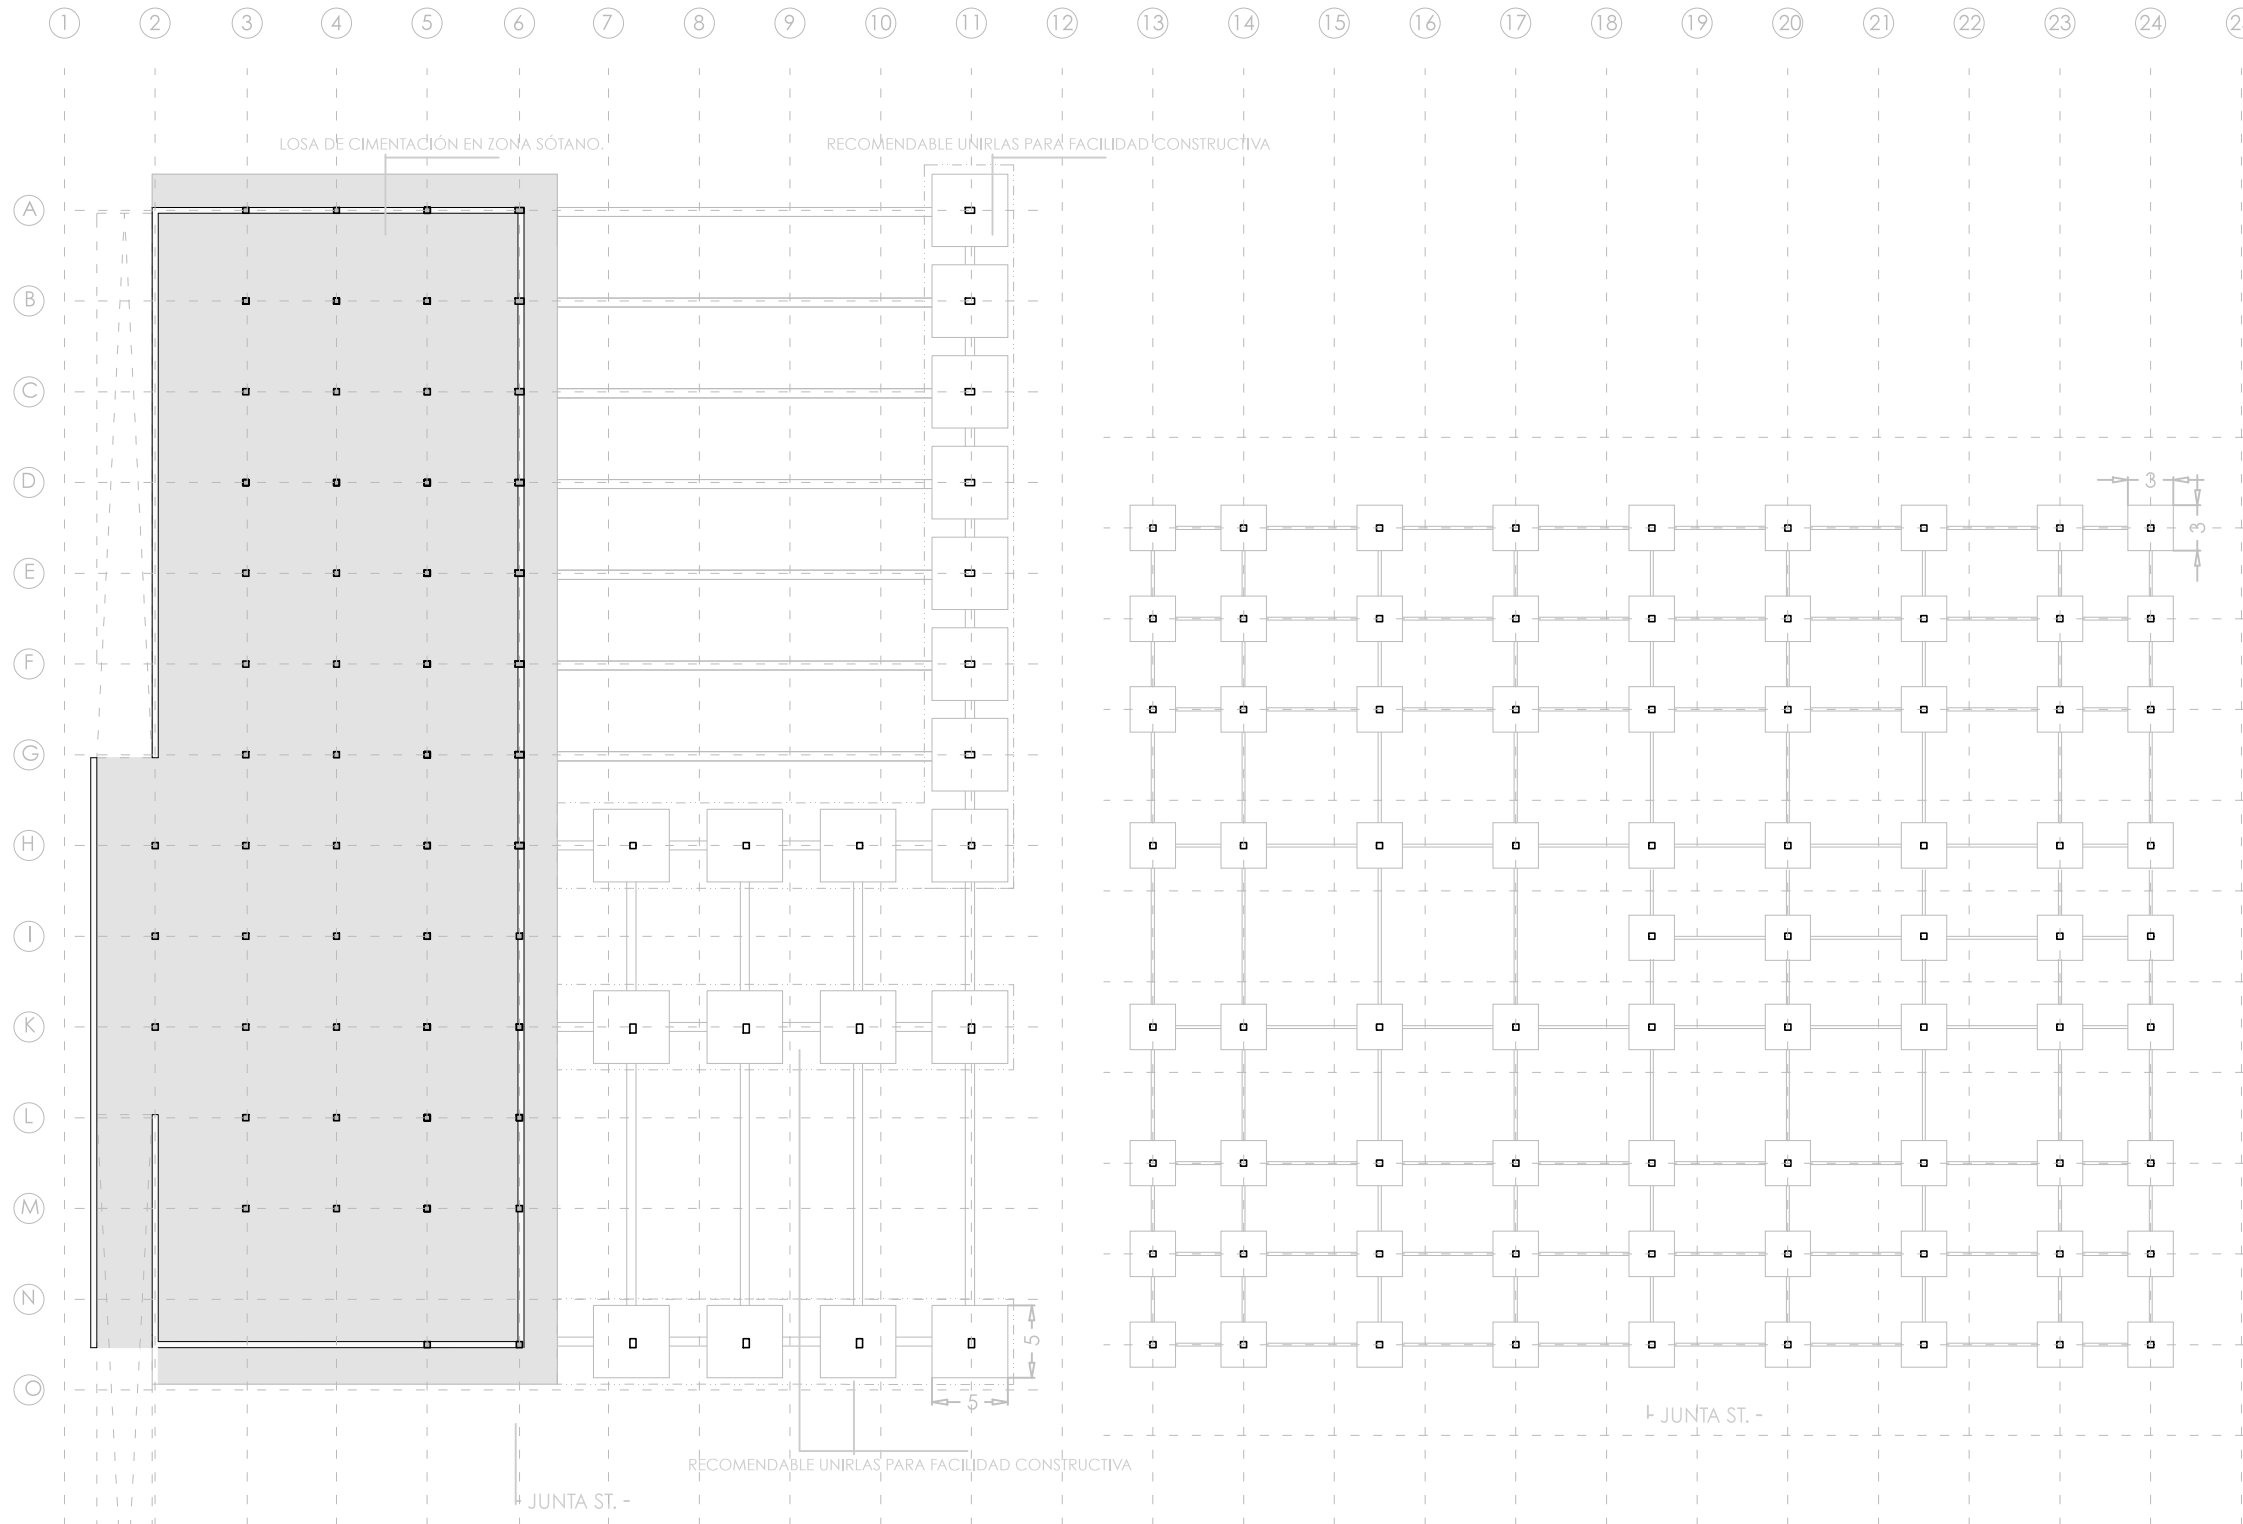 1 2 3 4 5 6 7 8 9 10 11 12 13 14 15 16 17 18 19 20 21 22 23 24
LOSA DE CIMENTACIÓN EN ZONA SÓTANO.
RECOMENDABLE UNIRLAS PARA FACILIDAD CONSTRUCTIVA
A
B
C
D
3
3
E
F
G
H
I
K
L
M
N
5
O
5
JUNTA ST. -
RECOMENDABLE UNIRLAS PARA FACILIDAD CONSTRUCTIVA
JUNTA ST. -